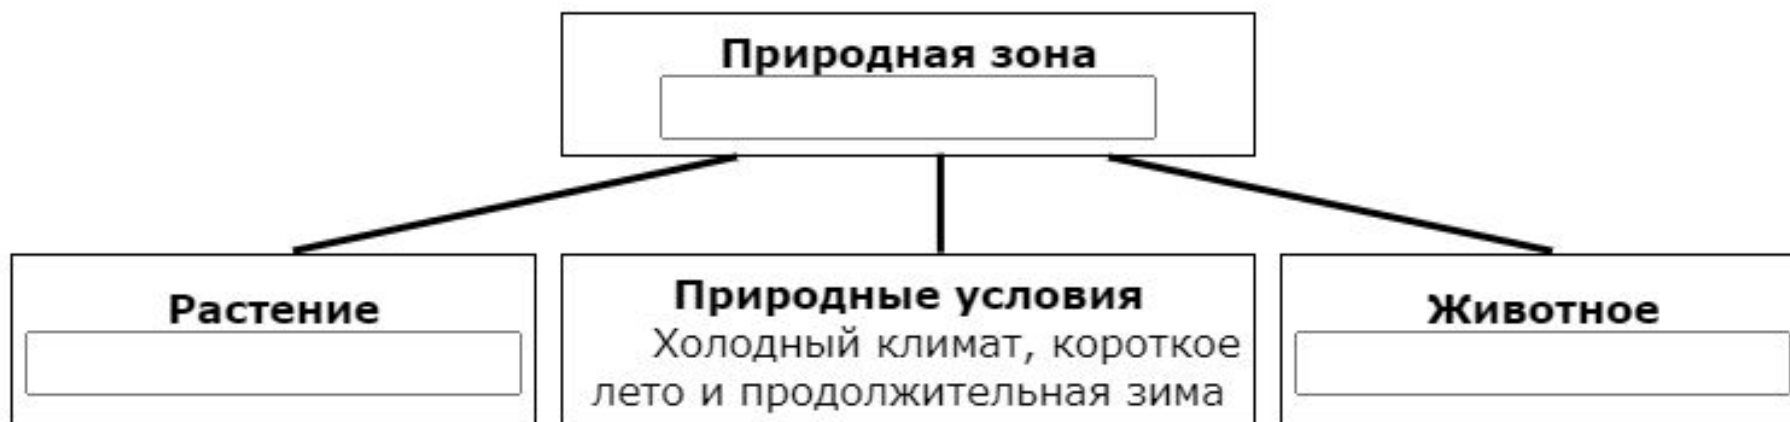 Природная зона
Растение
Природные условия
Холодный климат, короткое
лето и продолжительная зима
Животное